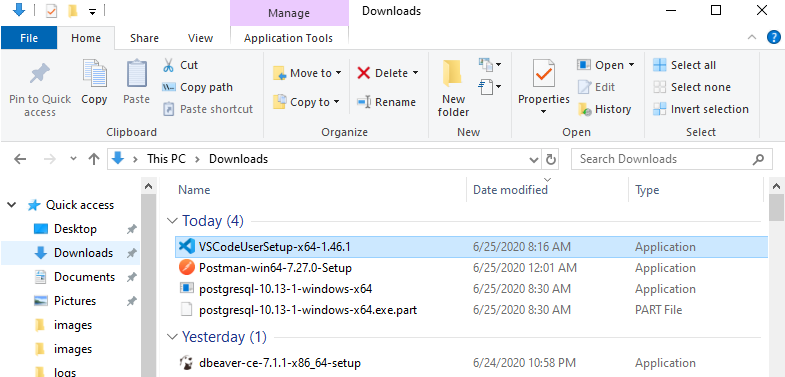 Manage Downloads
File Home Share View Application Tools
Pin to Quick access
Copy
Paste
Cut
Copy path
Paste shortcut
Clipboard
Move to
Copy to
Delete
Rename
Organize
New folder
New
Properties
Open
Edit
History
Open
Select all
Select none
Invert selection
Select
This PC > Downloads
Search Downloads
Quick access
Desktop
Downloads
Documents
Pictures
images
images
logs
Name Date modified Type
Today (4)
VSCodeUserSetup-x64-1.46.1 6/25/2020 8:16 AM Application
Postman-win64-7.27.0-Setup 6/25/2020 12:01 AM Application
postgresql-10.13-1-windows-x64 6/25/2020 8:30 AM Application
postgresql-10.13-1-windows-x64.exe.part 6/25/2020 8:30 AM PART File
Yesterday (1)
dbeaver-ce-7.1.1-x86_64-setup 6/24/2020 10:58 PM Application